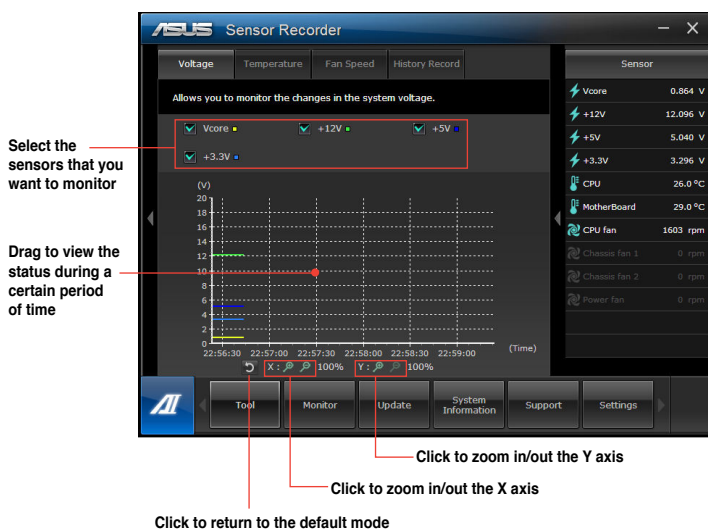 ASUS Sensor Recorder
Voltage Temperature Fan Speed History Record
Allows you to monitor the changes in the system voltage.
Select the
sensors that you
want to monitor
Vcore +12V +5V
+3.3V
(V)
20
18
16
14
12
10
8
6
4
2
0
22:56:30 22:57:00 22:57:30 22:58:00 22:58:30 22:59:00
(Time)
Drag to view the
status during a
certain period
of time
X : 100% Y : 100%
Sensor
Vcore 0.864 V
+12V 12.096 V
+5V 5.040 V
+3.3V 3.296 V
CPU 26.0 ºC
MotherBoard 29.0 ºC
CPU fan 1603 rpm
Chassis fan 1 0 rpm
Chassis fan 2 0 rpm
Power fan 0 rpm
AI
Tool
Monitor
Update
System
Information
Support
Settings
Click to zoom in/out the Y axis
Click to zoom in/out the X axis
Click to return to the default mode